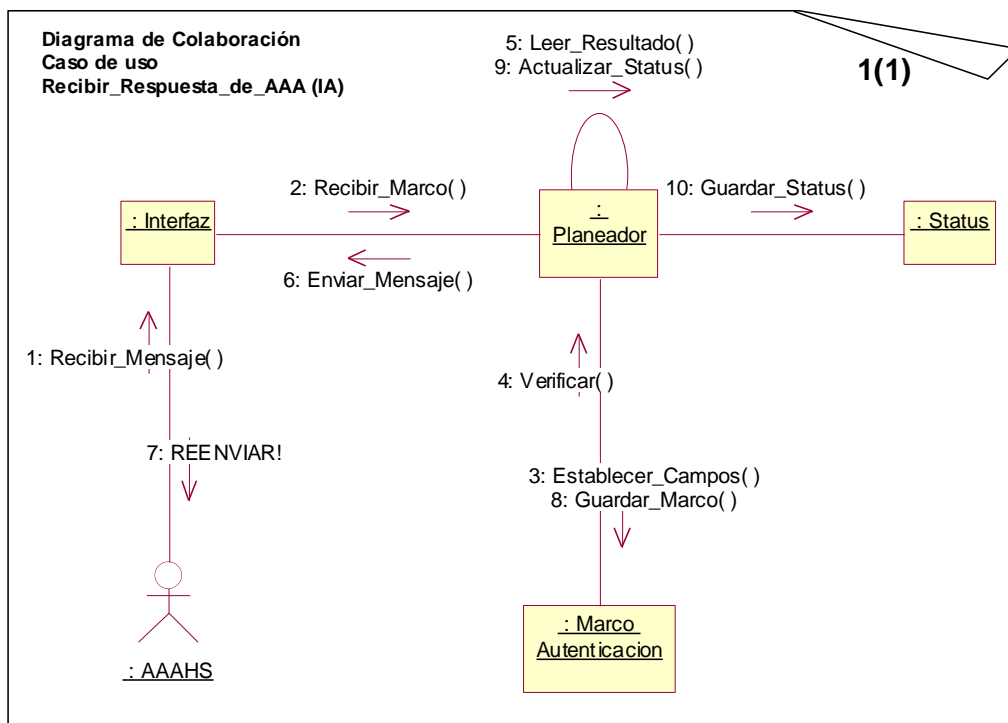 Diagrama de Colaboración
Caso de uso
Recibir_Respuesta_de_AAA (IA)
5: Leer_Resultado( )
9: Actualizar_Status( )
1(1)
2: Recibir_Marco( )
10: Guardar_Status( )
: Interfaz
:
Planeador
: Status
6: Enviar_Mensaje( )
1: Recibir_Mensaje( )
4: Verificar( )
7: REENVIAR!
3: Establecer_Campos( )
8: Guardar_Marco( )
: Marco
Autenticacion
: AAAHS